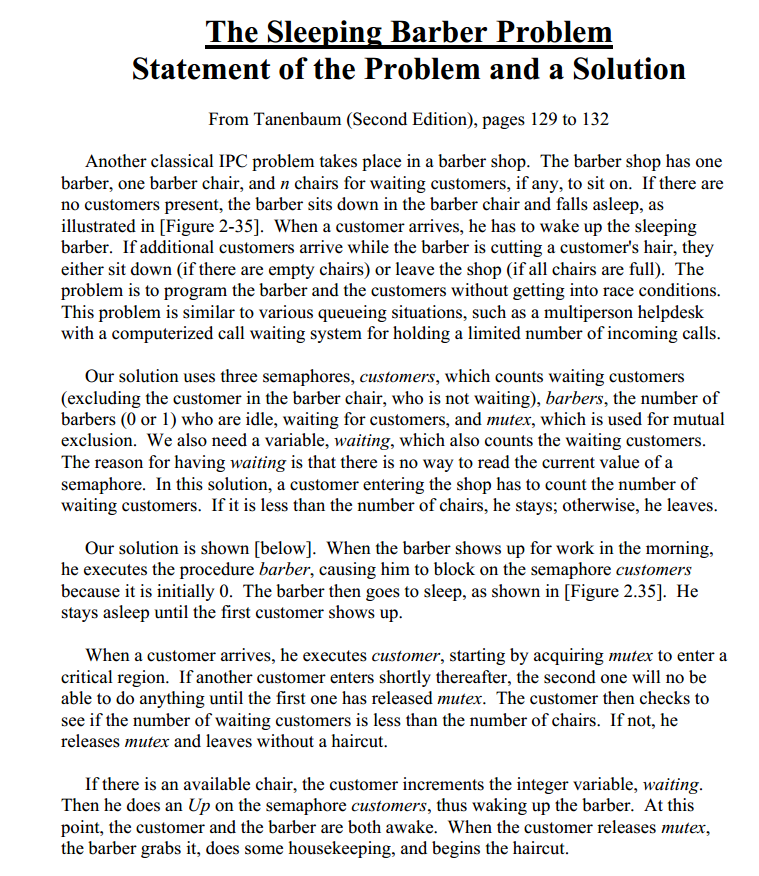 The Sleeping Barber Problem
Statement of the Problem and a Solution
From Tanenbaum (Second Edition), pages 129 to 132
Another classical IPC problem takes place in a barber shop. The barber shop has one
barber, one barber chair, and n chairs for waiting customers, if any, to sit on. If there are
no customers present, the barber sits down in the barber chair and falls asleep, as
illustrated in [Figure 2-35]. When a customer arrives, he has to wake up the sleeping
barber. If additional customers arrive while the barber is cutting a customer's hair, they
either sit down (if there are empty chairs) or leave the shop (if all chairs are full). The
problem is to program the barber and the customers without getting into race conditions.
This problem is similar to various queueing situations, such as a multiperson helpdesk
with a computerized call waiting system for holding a limited number of incoming calls.
Our solution uses three semaphores, customers, which counts waiting customers
(excluding the customer in the barber chair, who is not waiting), barbers, the number of
barbers (0 or 1) who are idle, waiting for customers, and mutex, which is used for mutual
exclusion. We also need a variable, waiting, which also counts the waiting customers.
The reason for having waiting is that there is no way to read the current value of a
semaphore. In this solution, a customer entering the shop has to count the number of
waiting customers. If it is less than the number of chairs, he stays; otherwise, he leaves.
Our solution is shown [below]. When the barber shows up for work in the morning,
he executes the procedure barber, causing him to block on the semaphore customers
because it is initially 0. The barber then goes to sleep, as shown in [Figure 2.35]. He
stays asleep until the first customer shows up.
When a customer arrives, he executes customer, starting by acquiring mutex to enter a
critical region. If another customer enters shortly thereafter, the second one will no be
able to do anything until the first one has released mutex. The customer then checks to
see if the number of waiting customers is less than the number of chairs. If not, he
releases mutex and leaves without a haircut.
If there is an available chair, the customer increments the integer variable, waiting.
Then he does an Up on the semaphore customers, thus waking up the barber. At this
point, the customer and the barber are both awake. When the customer releases mutex,
the barber grabs it, does some housekeeping, and begins the haircut.